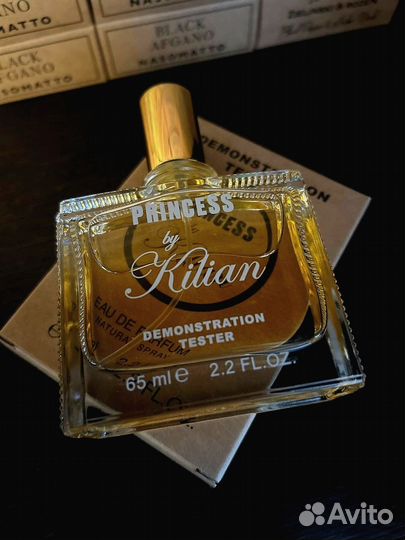 BLACK
AFGANO
NASOMATTO
BLACK
AFGANO
NASOMATTO
DEMONSTRATION
TESTER
PRINCESS
by
Kilian
EAU DE PARFUM
NATURAL SPRAY
DEMONSTRATION
TESTER
65 ml e 2.2 FL.OZ.
Avito